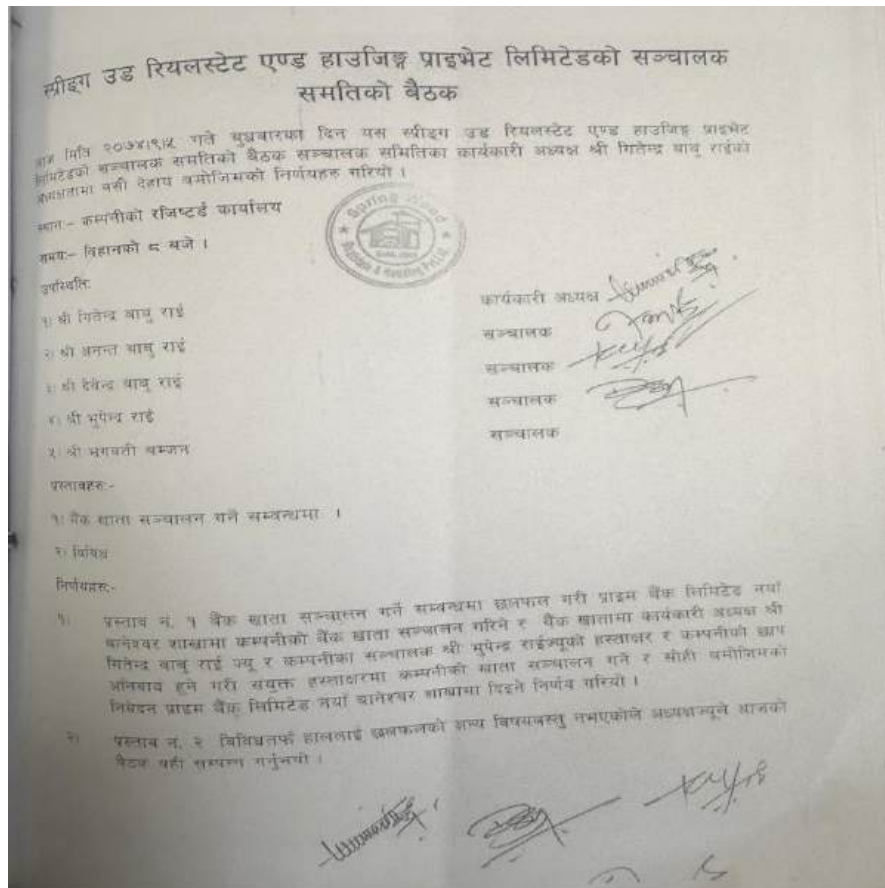 स्प्रीङ्ग उड रियलस्टेट एण्ड हाउजिङ्ग प्राइभेट लिमिटेडको सञ्चालक
समतिको बैठक
आज मिति २०७४।९।५ गते बुधबारका दिन यस स्प्रीङ्ग उड रियलस्टेट एण्ड हाउजिङ्ग प्राइभेट
लिमिटेडको सञ्चालक समतिको बैठक सञ्चालक समितिका कार्यकारी अध्यक्ष श्री गितेन्द्र बाबु राईको
अध्यक्षतामा बसी देहाय बमोजिमको निर्णयहरु गरियो ।
स्थान:- कम्पनीको रजिष्टर्ड कार्यालय
समय:- बिहानको ८ बजे ।
Spring Wood
& Housing Pvt.Ltd.
उपस्थिति:
१। श्री गितेन्द्र बाबु राई कार्यकारी अध्यक्ष
२। श्री अनन्त बाबु राई सञ्चालक
३। श्री देवेन्द्र बाबु राई सञ्चालक
४। श्री भुपेन्द्र राई सञ्चालक
५। श्री भगवती बम्जन सञ्चालक
प्रस्तावहरु:-
१। बैंक खाता सञ्चालन गर्ने सम्बन्धमा ।
२। विविध
निर्णयहरु:-
१। प्रस्ताव नं. १ बैंक खाता सञ्चालन गर्ने सम्बन्धमा छलफल गरी प्राइम बैंक लिमिटेड नयाँ
बानेश्वर शाखामा कम्पनीको बैंक खाता सञ्चालन गरिने र बैंक खातामा कार्यकारी अध्यक्ष श्री
गितेन्द्र बाबु राई ज्यू र कम्पनीका सञ्चालक श्री भुपेन्द्र राईज्यूको हस्ताक्षर र कम्पनीको छाप
अनिवार्य हुने गरी संयुक्त हस्ताक्षरमा कम्पनीको खाता सञ्चालन गर्ने र सोही बमोजिमको
निवेदन प्राइम बैंक लिमिटेड नयाँ बानेश्वर शाखामा दिइने निर्णय गरियो ।
२। प्रस्ताव नं. २ विविधतर्फ हाललाई छलफलको अन्य विषयवस्तु नभएकोले अध्यक्षज्यूले आजको
बैठक यही सम्पन्न गर्नुभयो ।